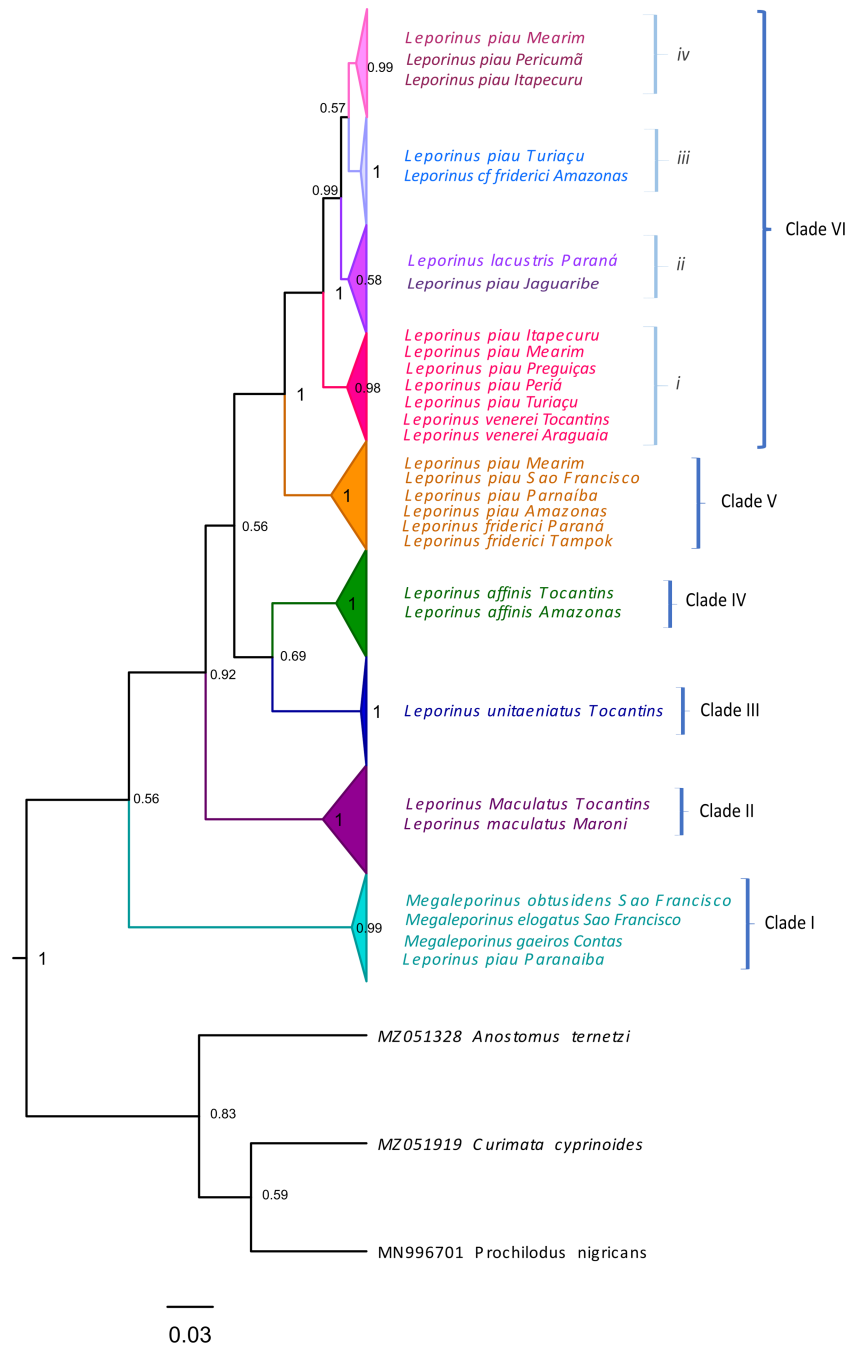 Leporinus piau Mearim
0.99
iv
Leporinus piau Pericumã
Leporinus piau Itapecuru
0.57
Leporinus piau Turiaçu
iii
1
Leporinus cf friderici Amazonas
0.99
Clade VI
Leporinus lacustris Paraná
ii
0.58
Leporinus piau Jaguaribe
1
Leporinus piau Itapecuru
Leporinus piau Mearim
Leporinus piau Preguiças
0.98
Leporinus piau Periá
i
Leporinus piau Turiaçu
1
Leporinus venerei Tocantins
Leporinus venerei Araguaia
Leporinus piau Mearim
Leporinus piau Sao Francisco
1
Leporinus piau Parnaíba
Clade V
Leporinus piau Amazonas
Leporinus friderici Paraná
0.56
Leporinus friderici Tampok
Leporinus affinis Tocantins
1
Clade IV
Leporinus affinis Amazonas
0.69
0.92
1
Leporinus unitaeniatus Tocantins
Clade III
0.56
Leporinus Maculatus Tocantins
1
Clade II
Leporinus maculatus Maroni
Megaleporinus obtusidens Sao Francisco
Megaleporinus elogatus Sao Francisco
0.99
Clade I
Megaleporinus gaeiros Contas
Leporinus piau Paranaiba
1
MZ051328 Anostomus ternetzi
0.83
MZ051919 Curimata cyprinoides
0.59
MN996701 Prochilodus nigricans
0.03